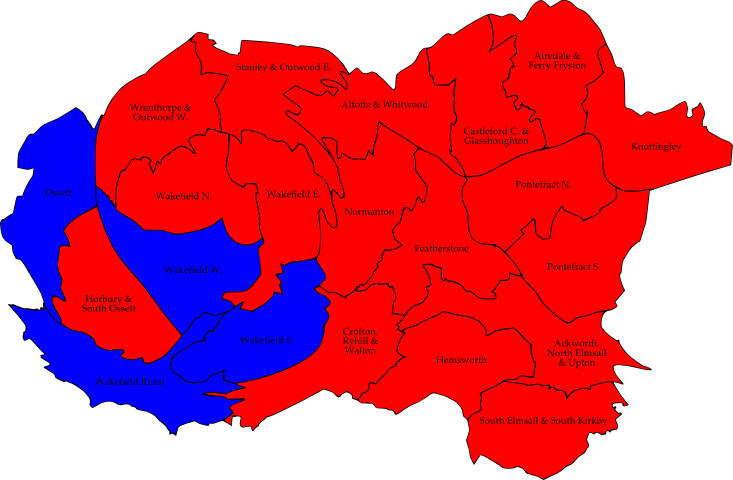 Airedale &
Ferry Fryston
Stanley & Outwood E.
Altofts & Whitwood
Wrenthorpe &
Outwood W.
Castleford C. &
Glasshoughton
Knottingley
Ossett
Wakefield N.
Wakefield E.
Pontefract N.
Normanton
Featherstone
Wakefield W.
Pontefract S.
Horbury &
South Ossett
Wakefield S.
Crofton,
Ryhill &
Walton
Hemsworth
Ackworth,
North Elmsall
& Upton
Wakefield Rural
South Elmsall & South Kirkby